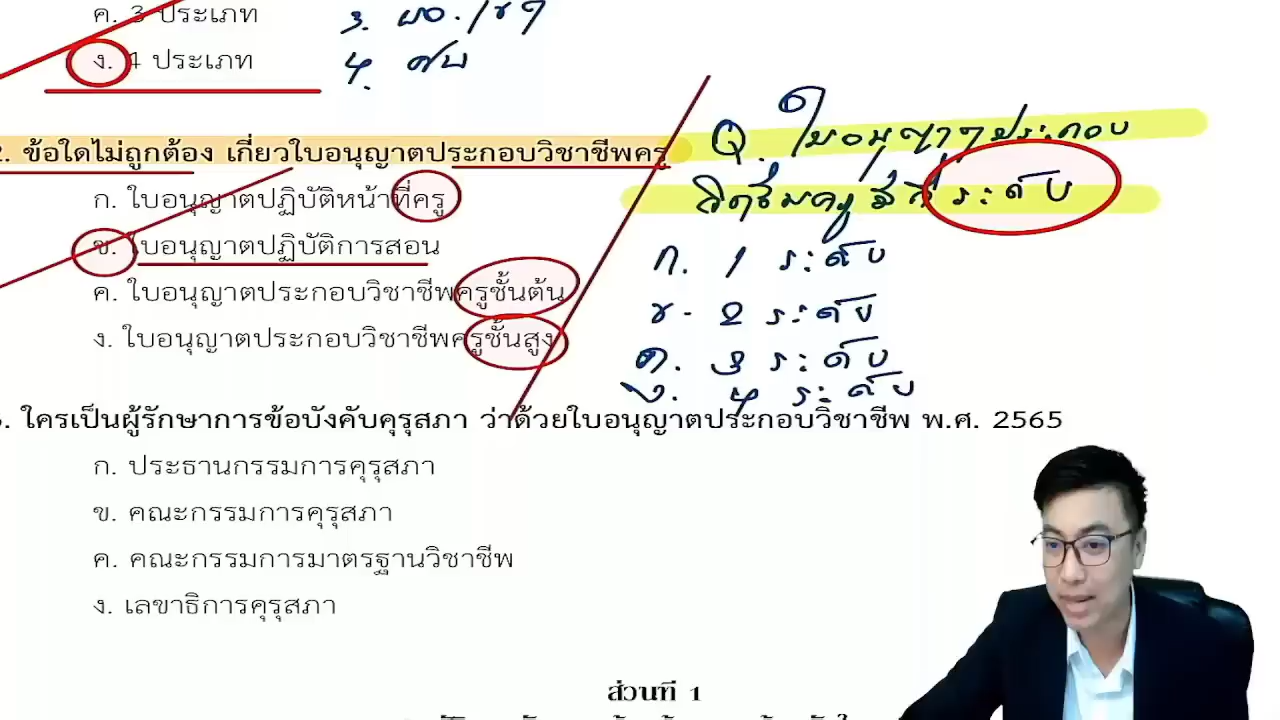 ค. 3 ประเภท
3. ผอ./รอง
ง. 4 ประเภท
4. ศน
2. ข้อใดไม่ถูกต้อง เกี่ยวใบอนุญาตประกอบวิชาชีพครู
Q. ใบอนุญาตประกอบ
วิชาชีพครูมีกี่ระดับ
ก. ใบอนุญาตปฏิบัติหน้าที่ครู
ข. ใบอนุญาตปฏิบัติการสอน
ค. ใบอนุญาตประกอบวิชาชีพครูชั้นต้น
ง. ใบอนุญาตประกอบวิชาชีพครูชั้นสูง
ก. 1 ระดับ
ข. 2 ระดับ
ค. 3 ระดับ
ง. 4 ระดับ
3. ใครเป็นผู้รักษาการข้อบังคับคุรุสภา ว่าด้วยใบอนุญาตประกอบวิชาชีพ พ.ศ. 2565
ก. ประธานกรรมการคุรุสภา
ข. คณะกรรมการคุรุสภา
ค. คณะกรรมการมาตรฐานวิชาชีพ
ง. เลขาธิการคุรุสภา
ส่วนที่ 1